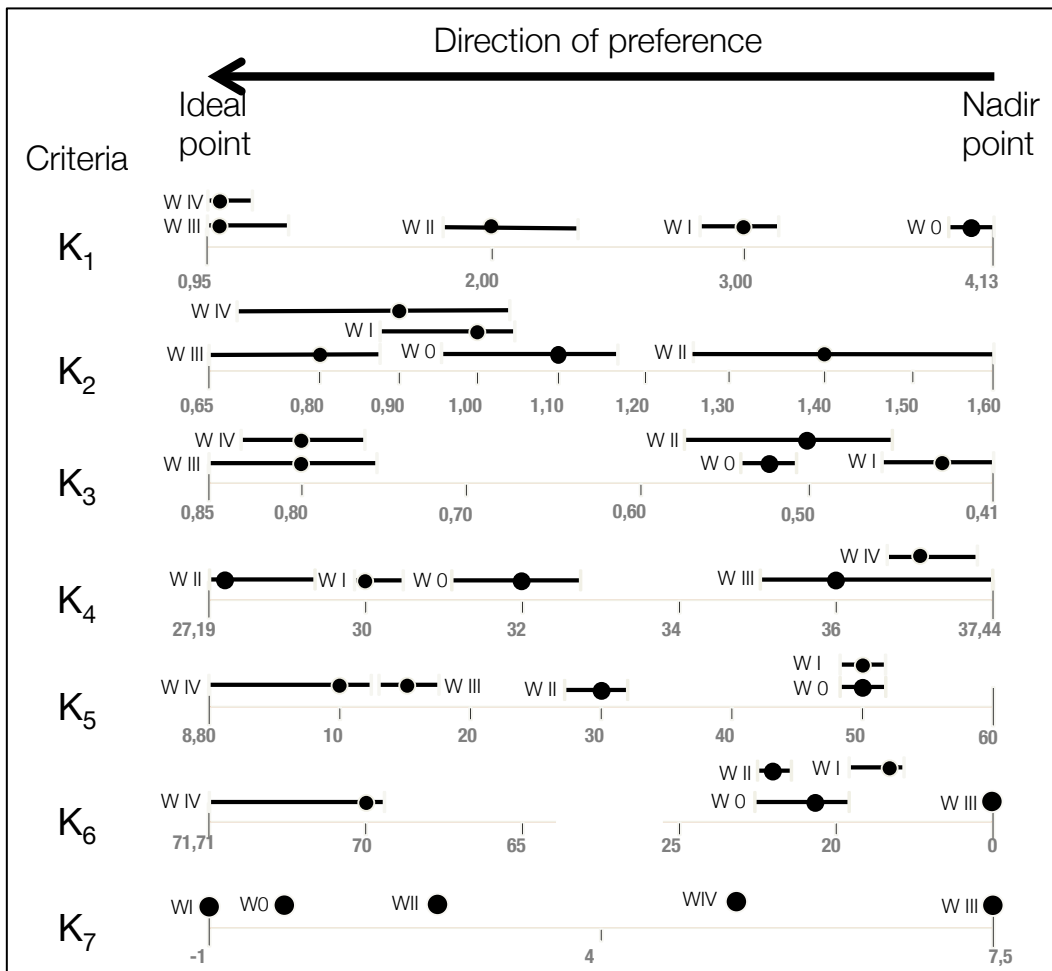 Direction of preference
Ideal
point
Nadir
point
Criteria
W IV
W III
W II
W I
W 0
K1
0,95
2,00
3,00
4,13
W IV
W I
W III
W 0
W II
K2
0,65
0,80
0,90
1,00
1,10
1,20
1,30
1,40
1,50
1,60
W IV
W II
W III
W 0
W I
K3
0,85
0,80
0,70
0,60
0,50
0,41
W IV
W II
W I
W 0
W III
K4
27,19
30
32
34
36
37,44
W I
W IV
W III
W II
W 0
K5
8,80
10
20
30
40
50
60
W II
W I
W IV
W 0
W III
K6
71,71
70
65
25
20
0
WI
W0
WII
WIV
W III
K7
-1
4
7,5